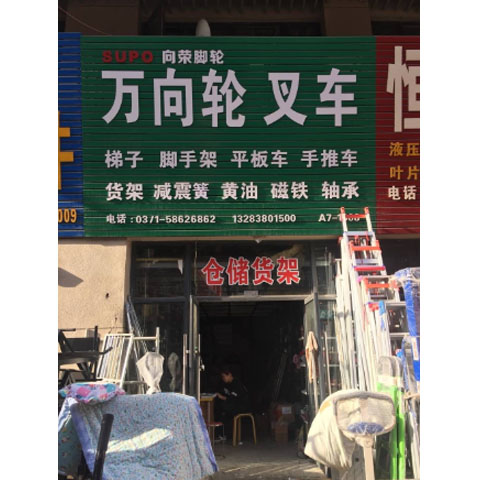 SUPO 向荣脚轮
万向轮 叉车
梯子 脚手架 平板车 手推车
货架 减震簧 黄油 磁铁 轴承
电话:0371-58626862 13283801500
仓储货架
009
恒
液压
叶片
电话